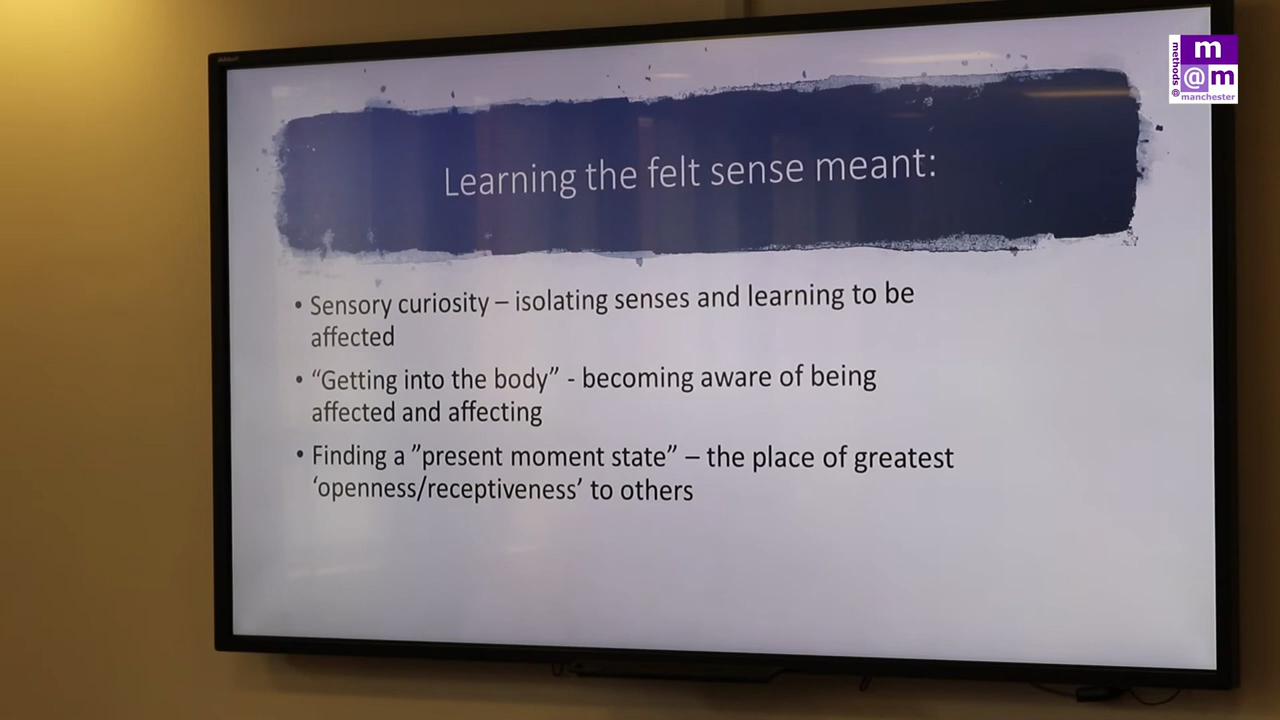 Learning the felt sense meant:
• Sensory curiosity – isolating senses and learning to be
affected
• “Getting into the body” - becoming aware of being
affected and affecting
• Finding a ”present moment state” – the place of greatest
‘openness/receptiveness’ to others
m
@m
methods@
manchester